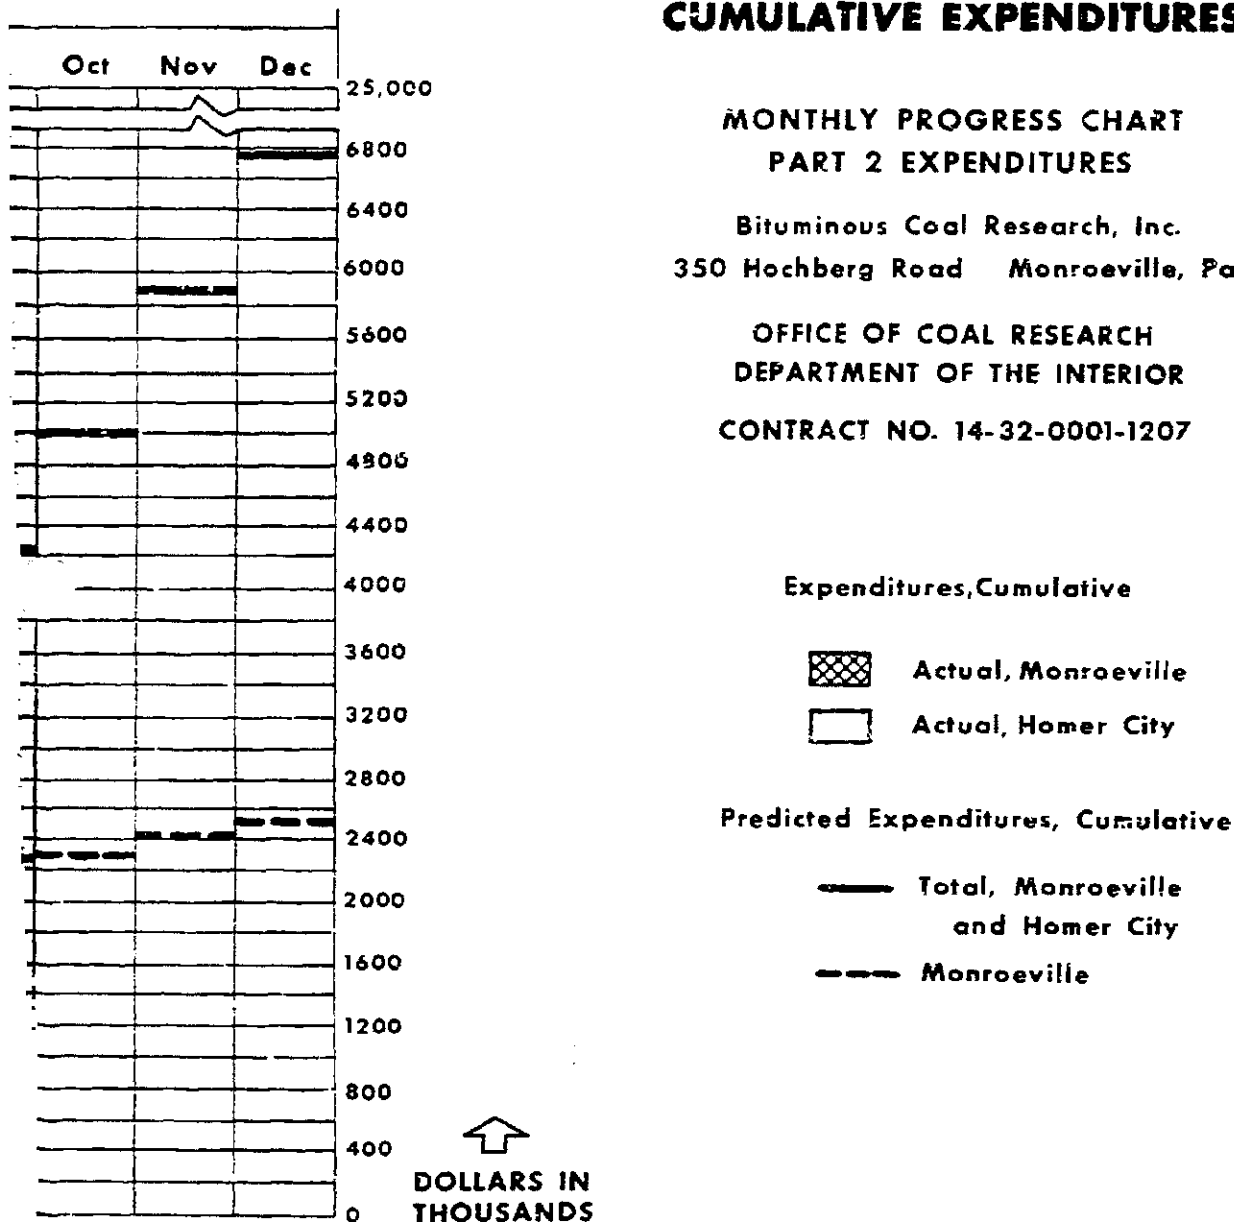 CUMULATIVE EXPENDITURES
Oct Nov Dec
25,000
6800
6400
6000
5600
5200
4800
4400
4000
3600
3200
2800
2400
2000
1600
1200
800
400
0
DOLLARS IN
THOUSANDS
MONTHLY PROGRESS CHART
PART 2 EXPENDITURES
Bituminous Coal Research, Inc.
350 Hochberg Road Monroeville, Pa
OFFICE OF COAL RESEARCH
DEPARTMENT OF THE INTERIOR
CONTRACT NO. 14-32-0001-1207
Expenditures, Cumulative
Actual, Monroeville
Actual, Homer City
Predicted Expenditures, Cumulative
Total, Monroeville
and Homer City
Monroeville